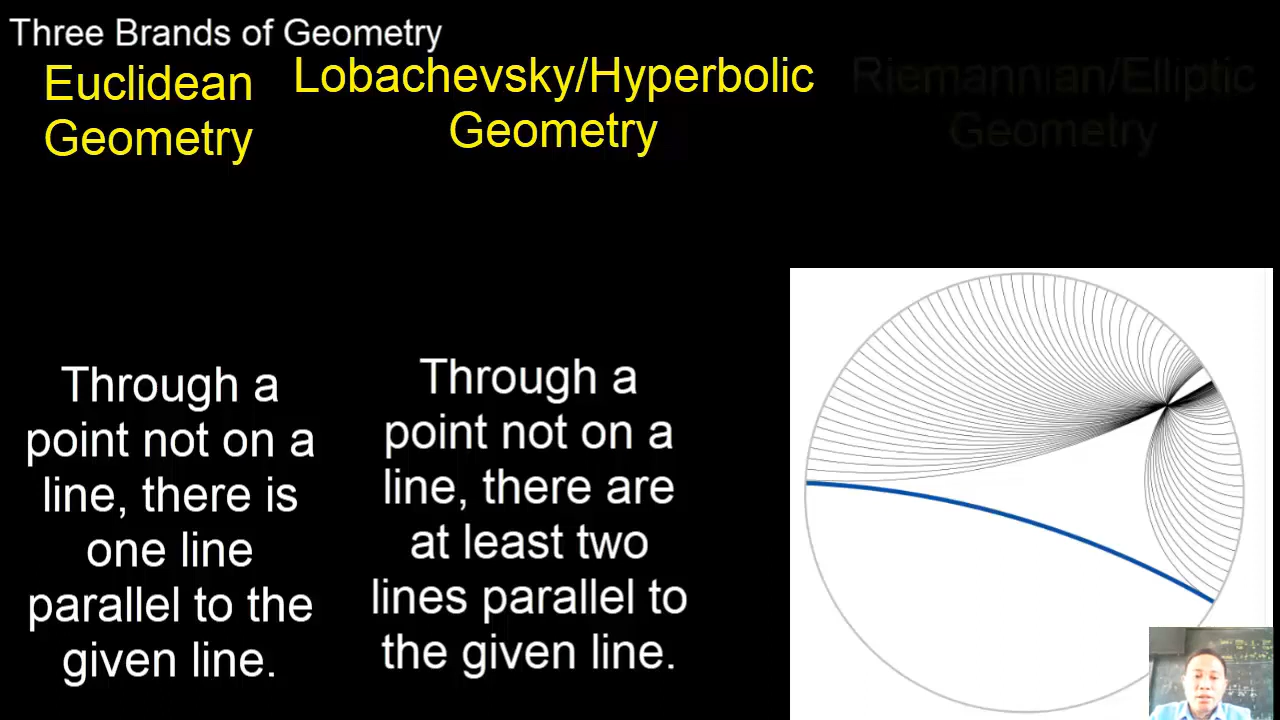 Three Brands of Geometry
Euclidean
Geometry
Lobachevsky/Hyperbolic
Geometry
Riemannian/Elliptic
Geometry
Through a
point not on a
line, there is
one line
parallel to the
given line.
Through a
point not on a
line, there are
at least two
lines parallel to
the given line.